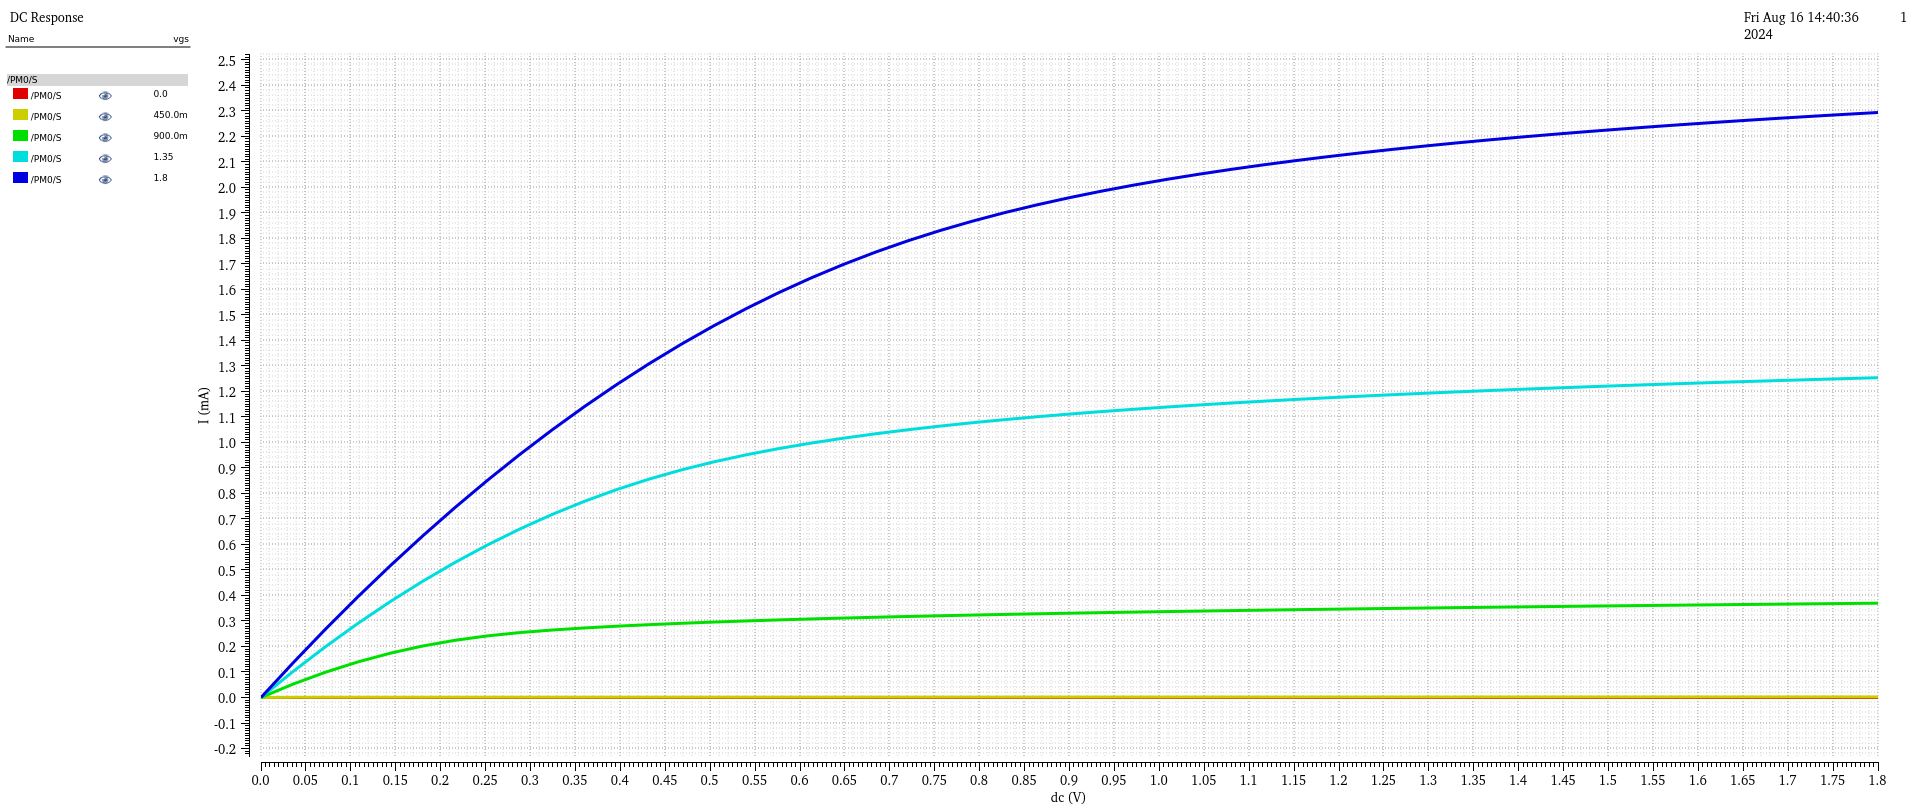 DC Response
Fri Aug 16 14:40:36 1
2024
Name vgs
/PM0/S
/PM0/S 0.0
/PM0/S 450.0m
/PM0/S 900.0m
/PM0/S 1.35
/PM0/S 1.8
I (mA)
2.5
2.4
2.3
2.2
2.1
2.0
1.9
1.8
1.7
1.6
1.5
1.4
1.3
1.2
1.1
1.0
0.9
0.8
0.7
0.6
0.5
0.4
0.3
0.2
0.1
0.0
-0.1
-0.2
0.0 0.05 0.1 0.15 0.2 0.25 0.3 0.35 0.4 0.45 0.5 0.55 0.6 0.65 0.7 0.75 0.8 0.85 0.9 0.95 1.0 1.05 1.1 1.15 1.2 1.25 1.3 1.35 1.4 1.45 1.5 1.55 1.6 1.65 1.7 1.75 1.8
dc (V)